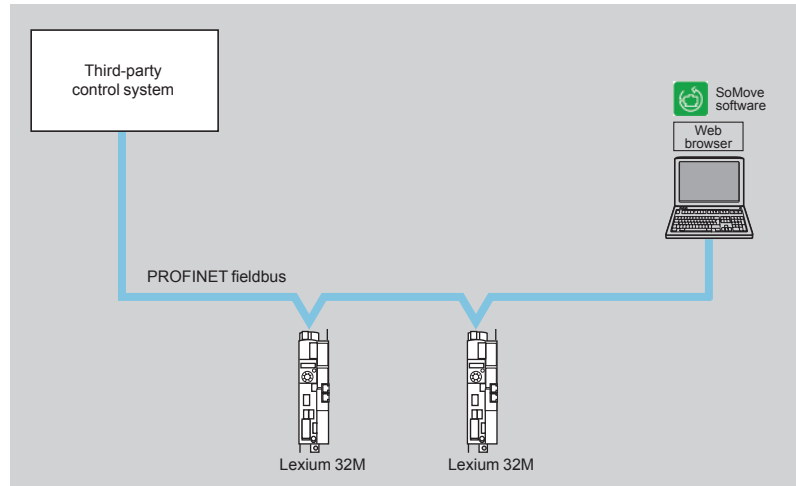 Third-party
control system
SoMove
software
Web
browser
PROFINET fieldbus
Lexium 32M
Lexium 32M